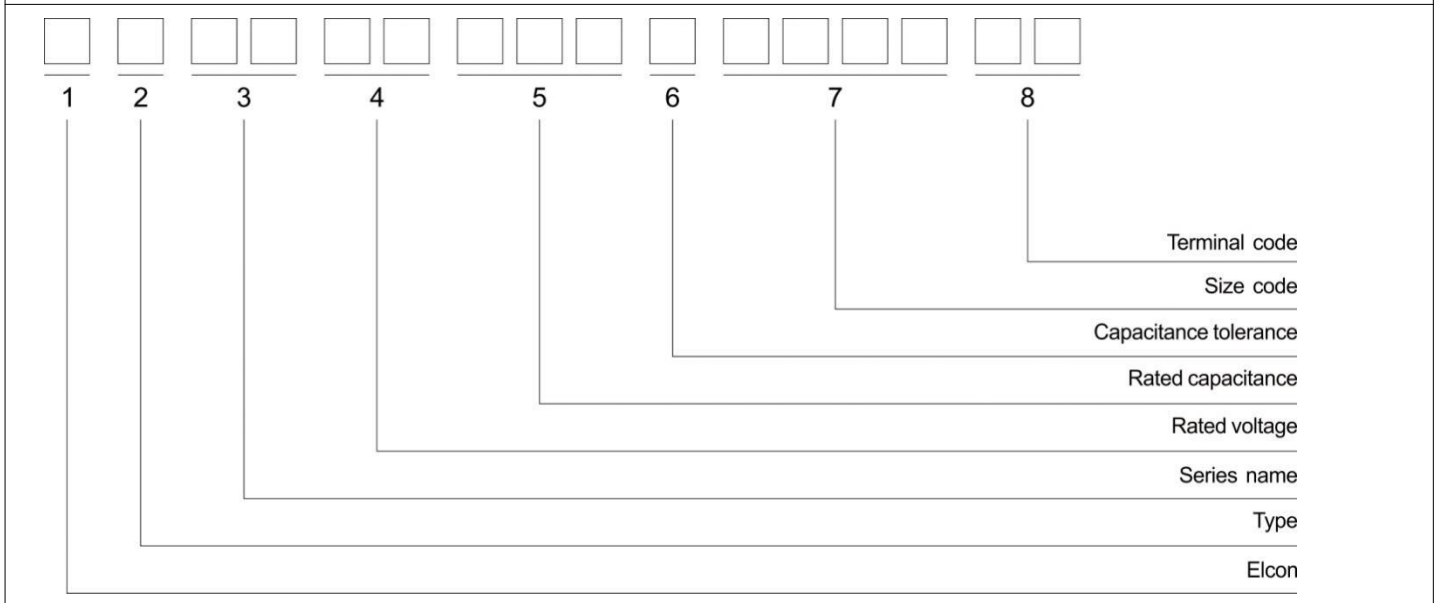 1 2 3 4 5 6 7 8
Terminal code
Size code
Capacitance tolerance
Rated capacitance
Rated voltage
Series name
Type
Elcon